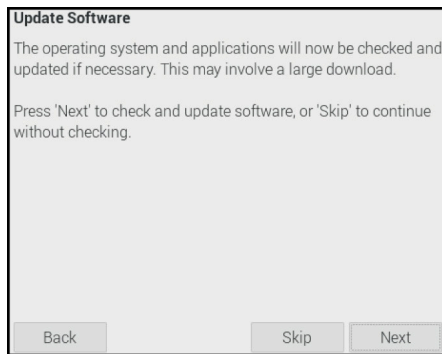 Update Software
The operating system and applications will now be checked and
updated if necessary. This may involve a large download.
Press 'Next' to check and update software, or 'Skip' to continue
without checking.
Back
Skip
Next